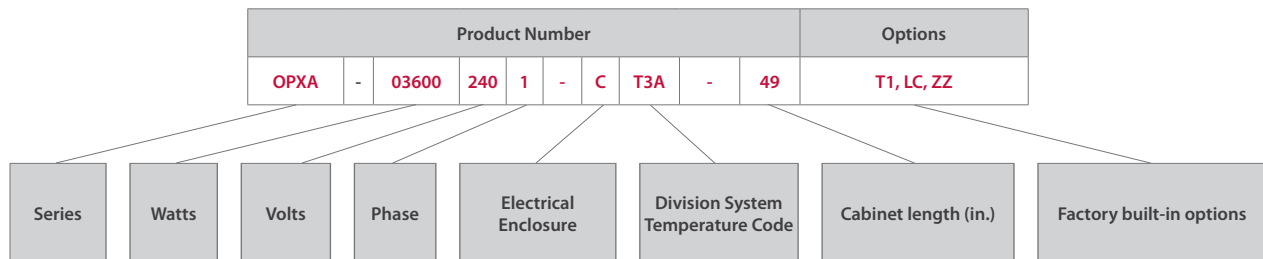 Product Number Options
OPXA - 03600 240 1 - C T3A - 49 T1, LC, ZZ
Series Watts Volts Phase Electrical Enclosure Division System Temperature Code Cabinet length (in.) Factory built-in options